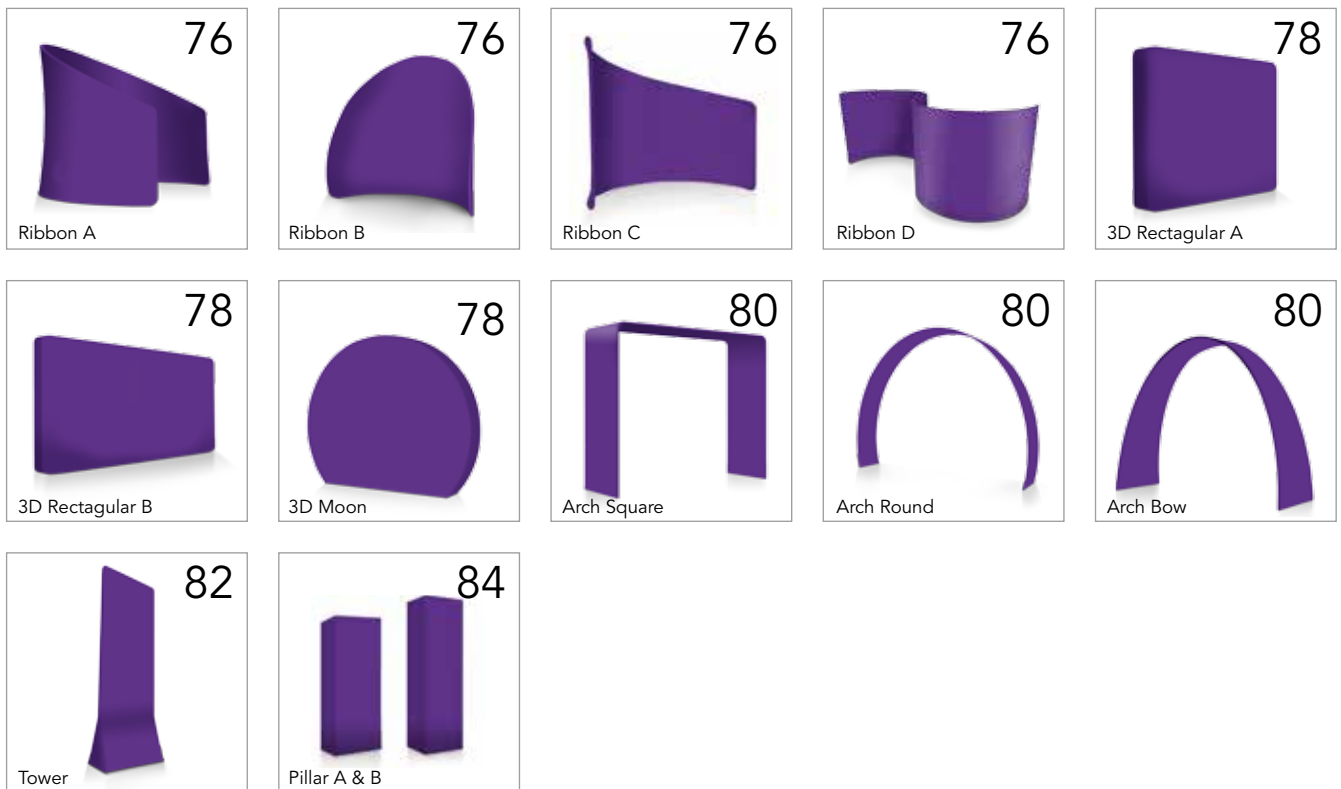 76
Ribbon A
76
Ribbon B
76
Ribbon C
76
Ribbon D
78
3D Rectagular A
78
3D Rectagular B
78
3D Moon
80
Arch Square
80
Arch Round
80
Arch Bow
82
Tower
84
Pillar A & B